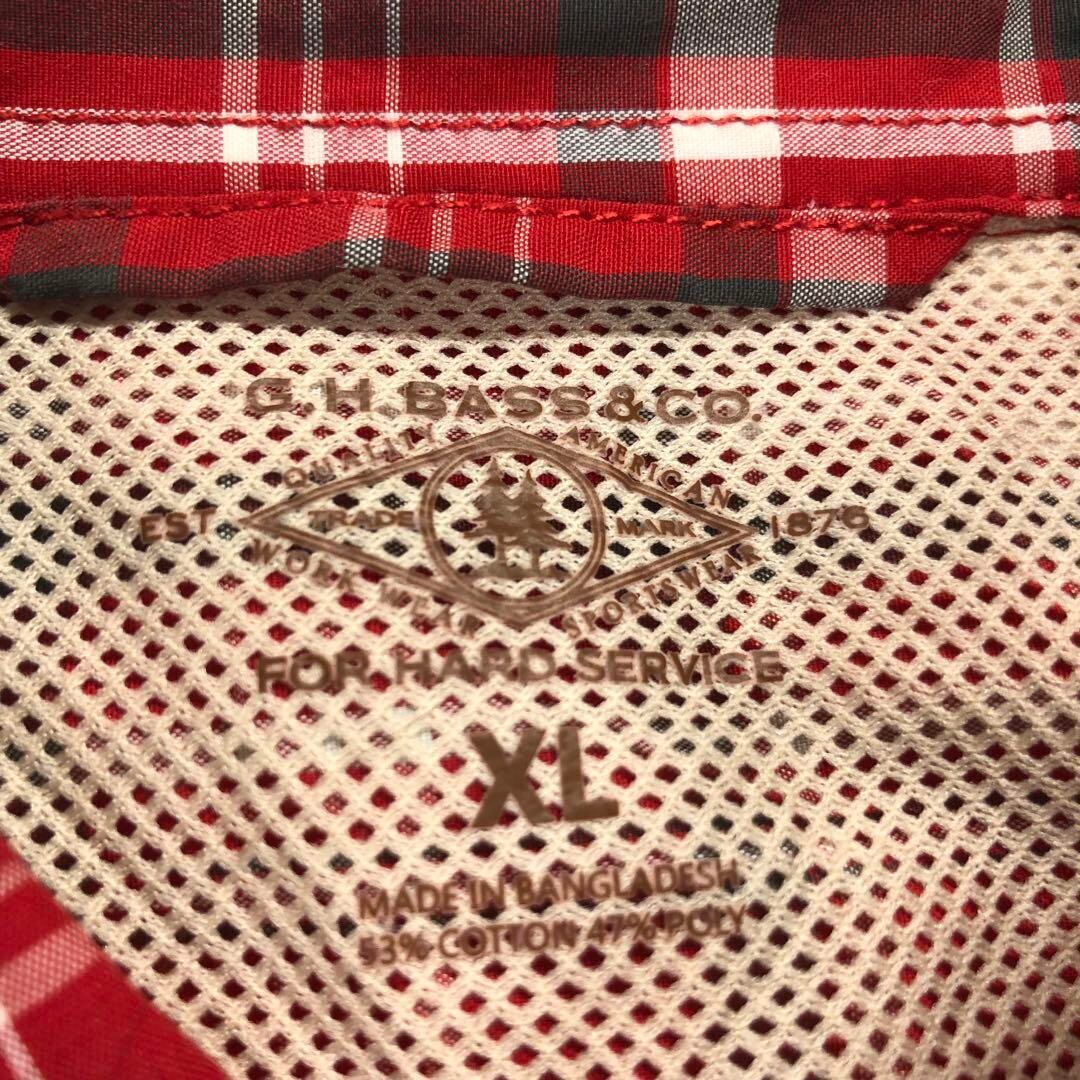 G.H. BASS & CO.
QUALITY AMERICAN
EST TRADE MARK 1876
WORK WEAR SPORTSWEAR
FOR HARD SERVICE
XL
MADE IN BANGLADESH
53% COTTON 47% POLY